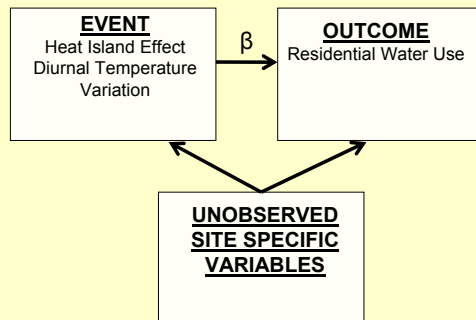 EVENT
Heat Island Effect
Diurnal Temperature
Variation
β
OUTCOME
Residential Water Use
UNOBSERVED
SITE SPECIFIC
VARIABLES